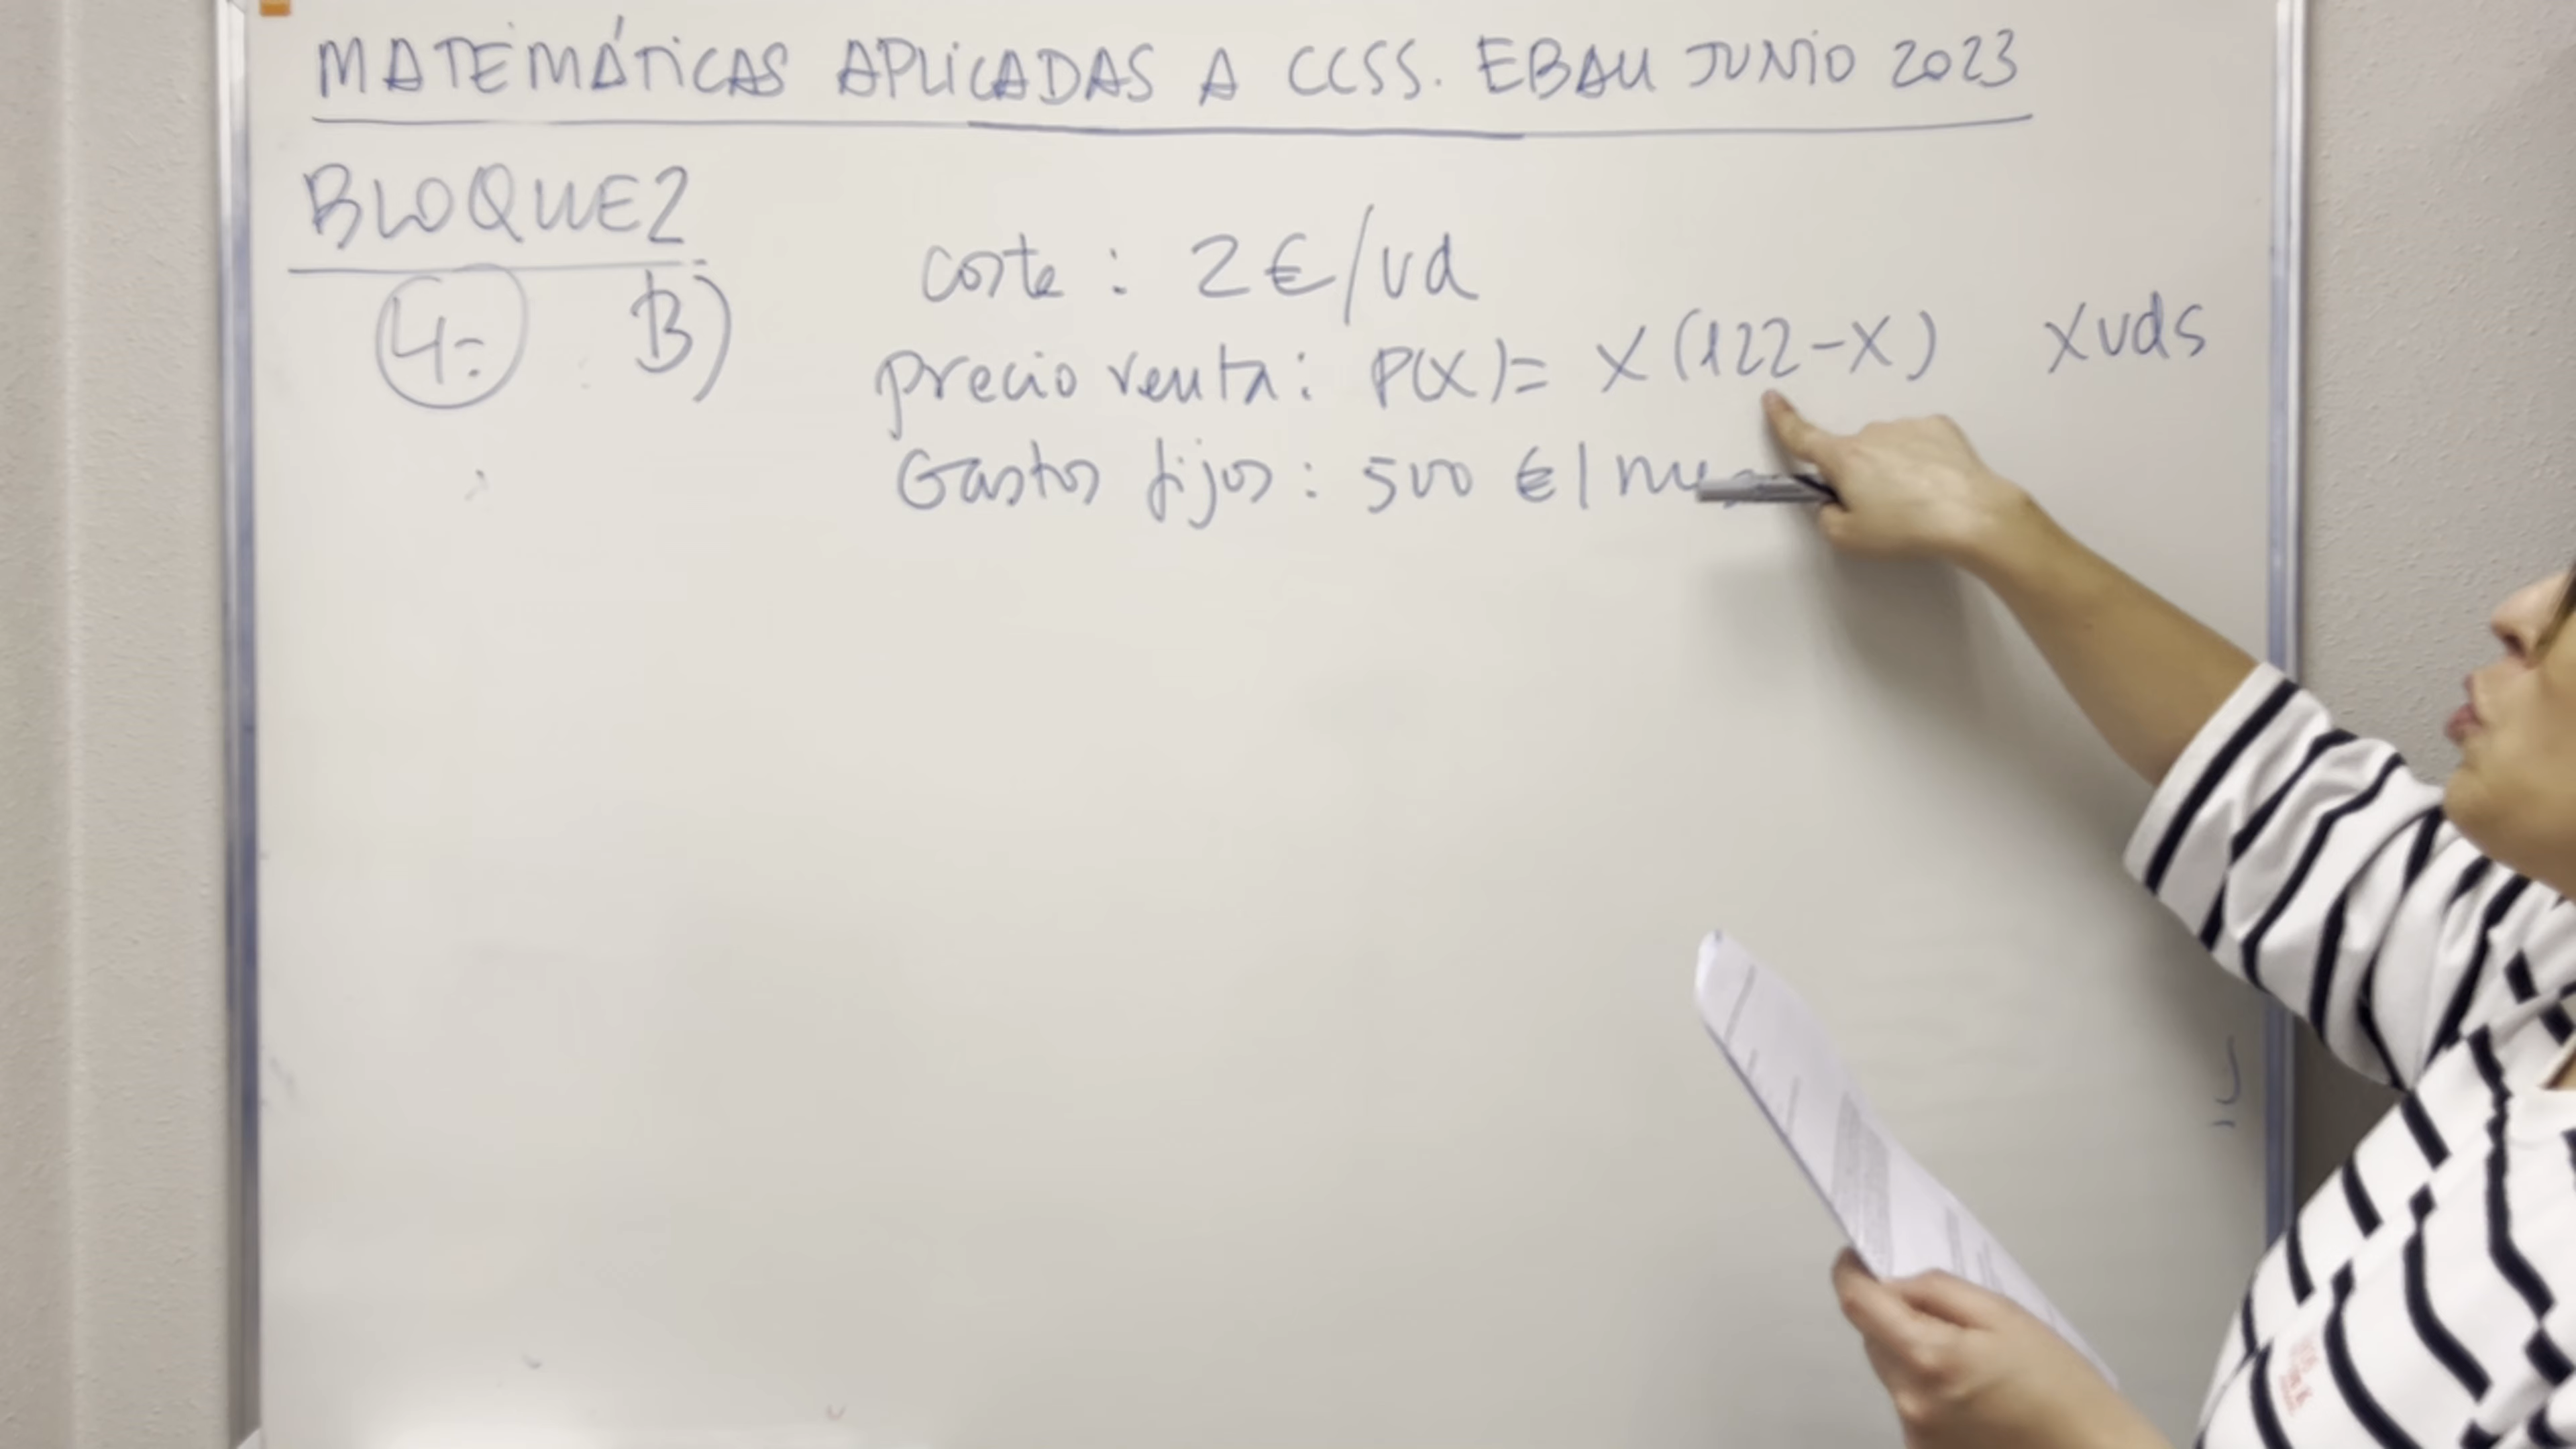 MATEMÁTICAS APLICADAS A CCSS. EBAU JUNIO 2023
BLOQUE 2
4.- B)
coste : 2 €/ud
precio venta : P(X) = X (122-X) X uds
Gastos fijos : 500 € /